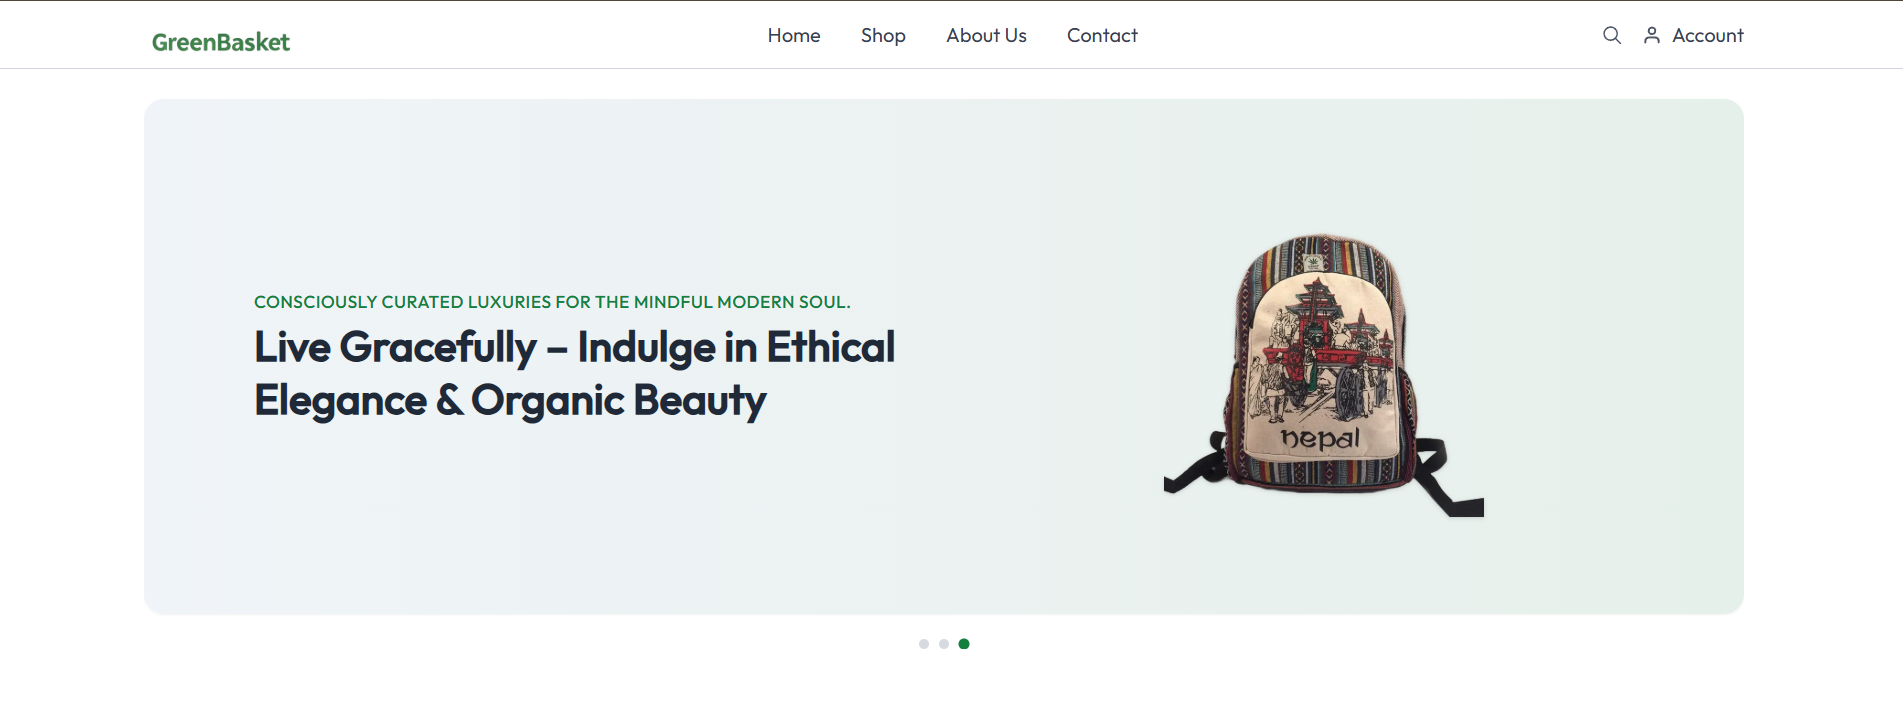 GreenBasket
Home
Shop
About Us
Contact
Account
CONSCIOUSLY CURATED LUXURIES FOR THE MINDFUL MODERN SOUL.
Live Gracefully – Indulge in Ethical
Elegance & Organic Beauty
nepal